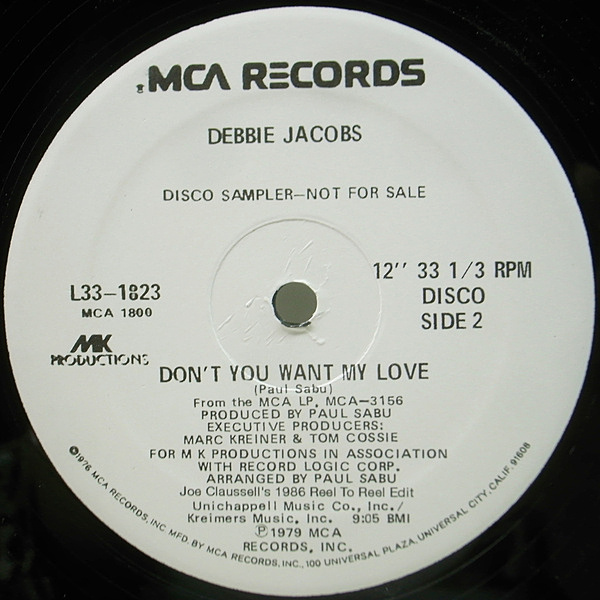 MCA RECORDS
DEBBIE JACOBS
DISCO SAMPLER—NOT FOR SALE
12'' 33 1/3 RPM
L33—1823
DISCO
MCA 1800
SIDE 2
MK
PRODUCTIONS
DON'T YOU WANT MY LOVE
(Paul Sabu)
From the MCA LP, MCA—3156
PRODUCED BY PAUL SABU
EXECUTIVE PRODUCERS:
MARC KREINER & TOM COSSIE
FOR M K PRODUCTIONS IN ASSOCIATION
WITH RECORD LOGIC CORP.
ARRANGED BY PAUL SABU
Joe Claussell's 1986 Reel To Reel Edit
Unichappell Music Co., Inc./
Kreimers Music, Inc. 9:05 BMI
℗1979 MCA
RECORDS, INC.
©1976 MCA RECORDS, INC. MFD. BY MCA RECORDS, INC., 100 UNIVERSAL PLAZA, UNIVERSAL CITY, CALIF. 91608